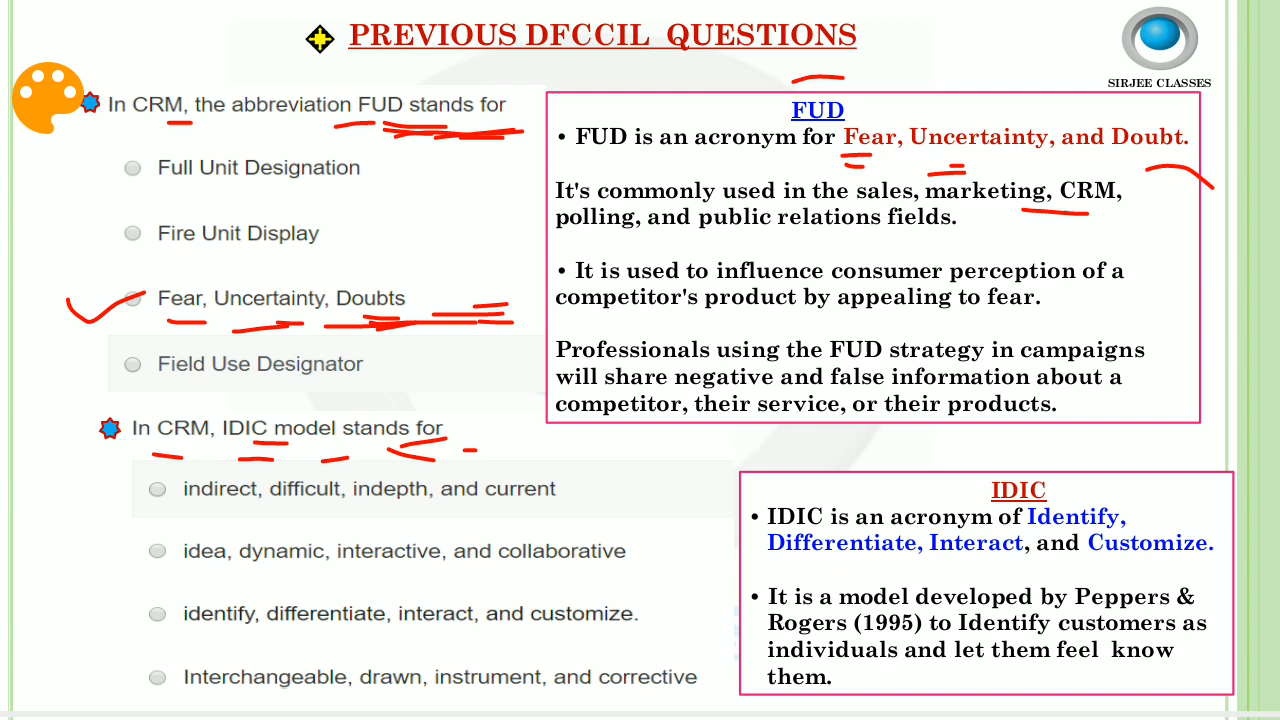 PREVIOUS DFCCIL QUESTIONS
SIRJEE CLASSES
In CRM, the abbreviation FUD stands for
Full Unit Designation
Fire Unit Display
Fear, Uncertainty, Doubts
Field Use Designator
FUD
• FUD is an acronym for Fear, Uncertainty, and Doubt.
It's commonly used in the sales, marketing, CRM,
polling, and public relations fields.
• It is used to influence consumer perception of a
competitor's product by appealing to fear.
Professionals using the FUD strategy in campaigns
will share negative and false information about a
competitor, their service, or their products.
In CRM, IDIC model stands for
indirect, difficult, indepth, and current
idea, dynamic, interactive, and collaborative
identify, differentiate, interact, and customize.
Interchangeable, drawn, instrument, and corrective
IDIC
• IDIC is an acronym of Identify,
Differentiate, Interact, and Customize.
• It is a model developed by Peppers &
Rogers (1995) to Identify customers as
individuals and let them feel know
them.